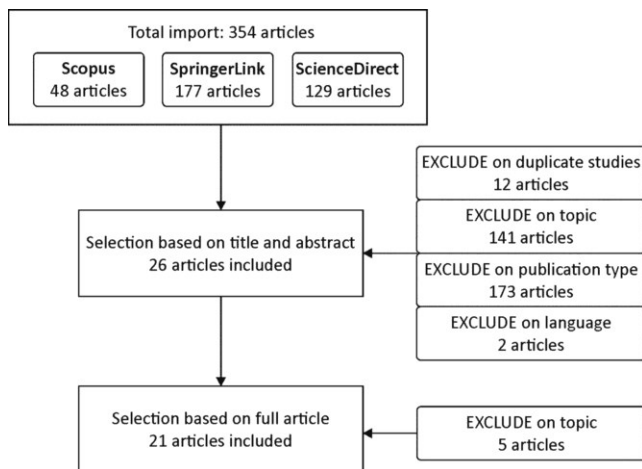 Total import: 354 articles
Scopus
48 articles
SpringerLink
177 articles
ScienceDirect
129 articles
EXCLUDE on duplicate studies
12 articles
EXCLUDE on topic
141 articles
EXCLUDE on publication type
173 articles
EXCLUDE on language
2 articles
Selection based on title and abstract
26 articles included
Selection based on full article
21 articles included
EXCLUDE on topic
5 articles